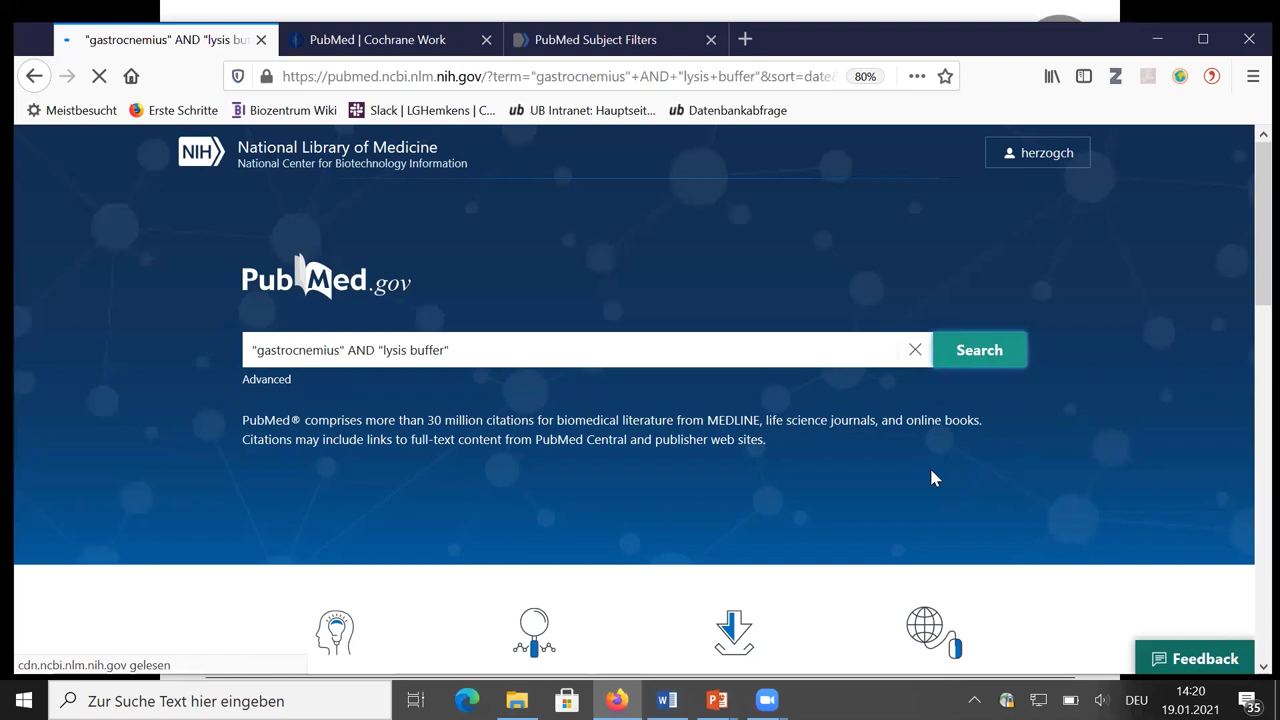 "gastrocnemius" AND "lysis bu
PubMed | Cochrane Work
PubMed Subject Filters
https://pubmed.ncbi.nlm.nih.gov/?term="gastrocnemius"+AND+"lysis+buffer"&sort=date&
80%
Meistbesucht
Erste Schritte
Biozentrum Wiki
Slack | LGHemkens | C...
UB Intranet: Hauptseit...
Datenbankabfrage
NIH
National Library of Medicine
National Center for Biotechnology Information
herzogch
PubMed.gov
"gastrocnemius" AND "lysis buffer"
Search
Advanced
PubMed® comprises more than 30 million citations for biomedical literature from MEDLINE, life science journals, and online books.
Citations may include links to full-text content from PubMed Central and publisher web sites.
Feedback
cdn.ncbi.nlm.nih.gov gelesen
Zur Suche Text hier eingeben
DEU
14:20
19.01.2021
35